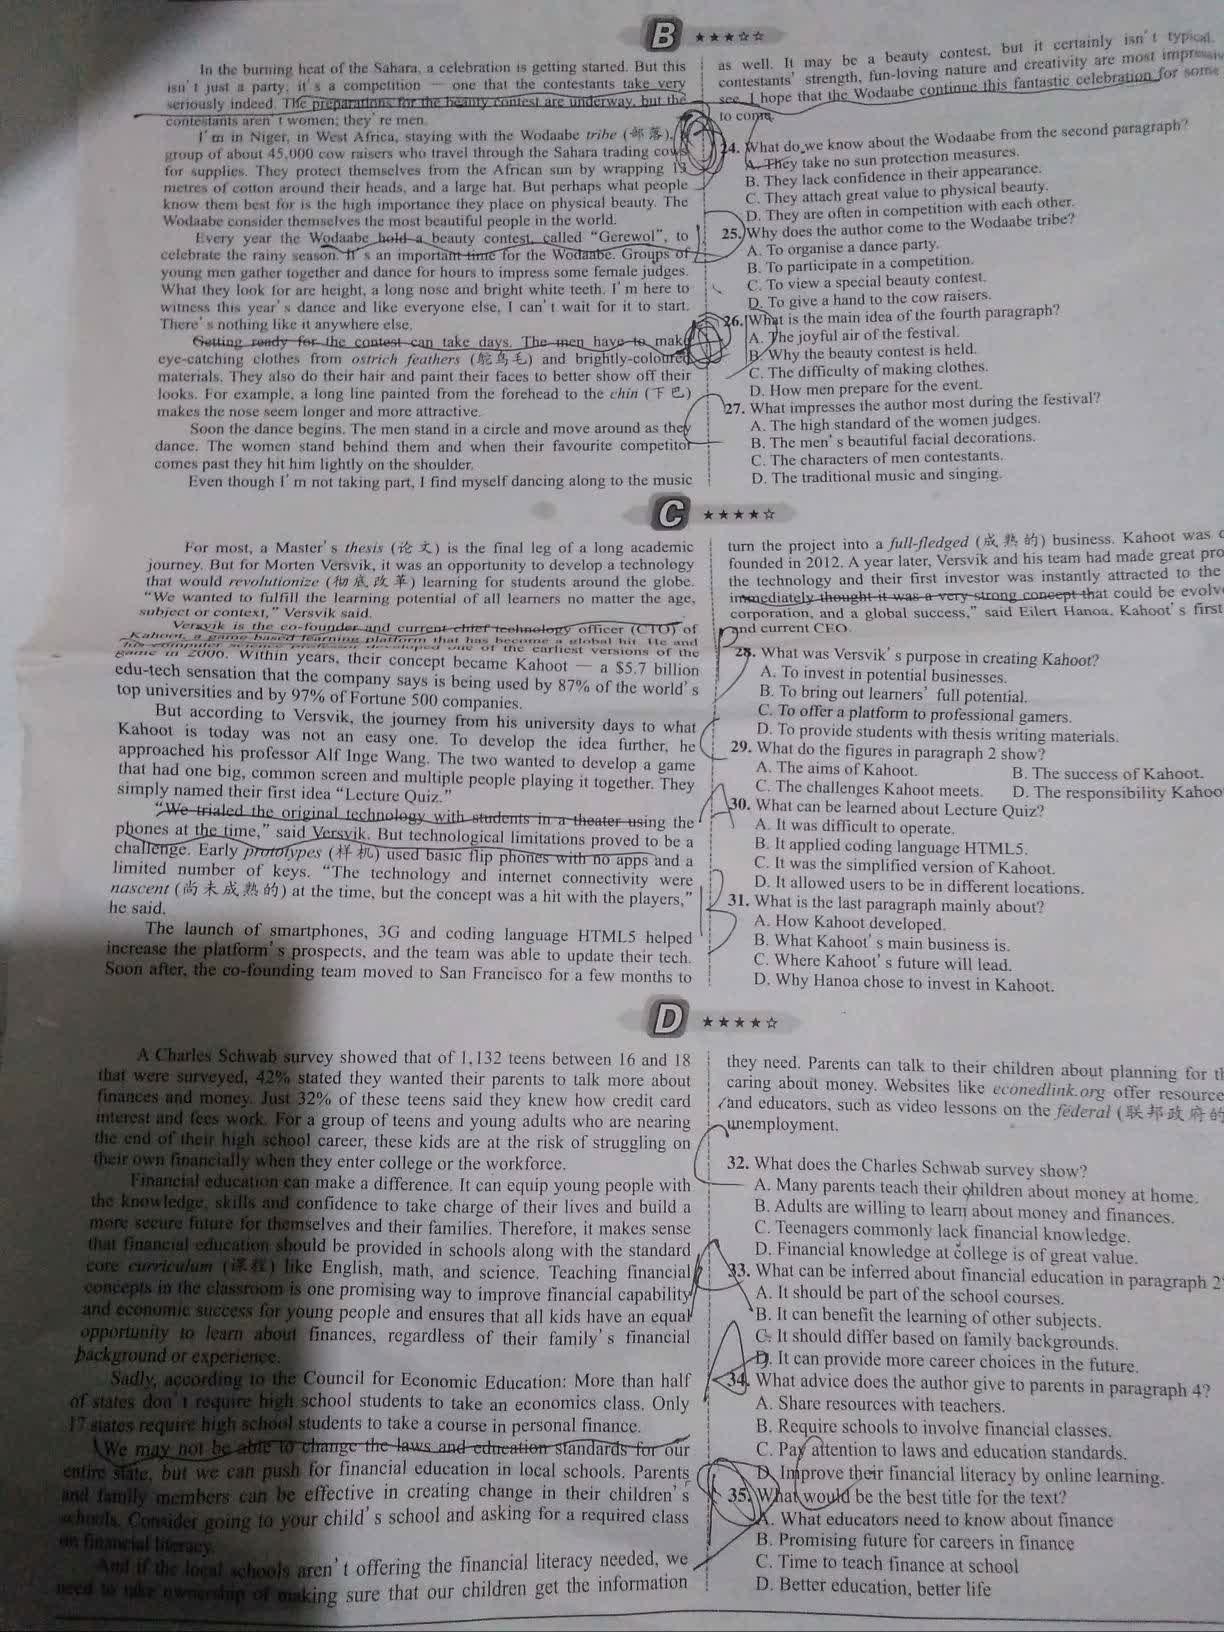 B ★★★☆☆
In the burning heat of the Sahara, a celebration is getting started. But this
isn't just a party, it's a competition — one that the contestants take very
seriously indeed. The preparations for the beauty contest are underway, but the
contestants aren't women; they're men.
I'm in Niger, in West Africa, staying with the Wodaabe tribe (部落),
group of about 45,000 cow raisers who travel through the Sahara trading cows
for supplies. They protect themselves from the African sun by wrapping 13
metres of cotton around their heads, and a large hat. But perhaps what people
know them best for is the high importance they place on physical beauty. The
Wodaabe consider themselves the most beautiful people in the world.
Every year the Wodaabe hold a beauty contest, called “Gerewol”, to
celebrate the rainy season. It's an important time for the Wodaabe. Groups of
young men gather together and dance for hours to impress some female judges.
What they look for are height, a long nose and bright white teeth. I'm here to
witness this year's dance and like everyone else, I can't wait for it to start.
There's nothing like it anywhere else.
Getting ready for the contest can take days. The men have to make
eye-catching clothes from ostrich feathers (鸵鸟毛) and brightly-coloured
materials. They also do their hair and paint their faces to better show off their
looks. For example, a long line painted from the forehead to the chin (下巴)
makes the nose seem longer and more attractive.
Soon the dance begins. The men stand in a circle and move around as they
dance. The women stand behind them and when their favourite competitor
comes past they hit him lightly on the shoulder.
Even though I'm not taking part, I find myself dancing along to the music
as well. It may be a beauty contest, but it certainly isn't typical.
contestants' strength, fun-loving nature and creativity are most impressive
see. I hope that the Wodaabe continue this fantastic celebration for some
to come.
24. What do we know about the Wodaabe from the second paragraph?
A. They take no sun protection measures.
B. They lack confidence in their appearance.
C. They attach great value to physical beauty.
D. They are often in competition with each other.
25. Why does the author come to the Wodaabe tribe?
A. To organise a dance party.
B. To participate in a competition.
C. To view a special beauty contest.
D. To give a hand to the cow raisers.
26. What is the main idea of the fourth paragraph?
A. The joyful air of the festival.
B. Why the beauty contest is held.
C. The difficulty of making clothes.
D. How men prepare for the event.
27. What impresses the author most during the festival?
A. The high standard of the women judges.
B. The men's beautiful facial decorations.
C. The characters of men contestants.
D. The traditional music and singing.
C ★★★★☆
For most, a Master's thesis (论文) is the final leg of a long academic
journey. But for Morten Versvik, it was an opportunity to develop a technology
that would revolutionize (彻底改革) learning for students around the globe.
“We wanted to fulfill the learning potential of all learners no matter the age,
subject or context,” Versvik said.
Versvik is the co-founder and current chief technology officer (CTO) of
Kahoot, a game-based learning platform that has become a global hit. He and
his computer science professor developed one of the earliest versions of the
game in 2006. Within years, their concept became Kahoot — a $5.7 billion
edu-tech sensation that the company says is being used by 87% of the world's
top universities and by 97% of Fortune 500 companies.
But according to Versvik, the journey from his university days to what
Kahoot is today was not an easy one. To develop the idea further, he
approached his professor Alf Inge Wang. The two wanted to develop a game
that had one big, common screen and multiple people playing it together. They
simply named their first idea “Lecture Quiz.”
“We trialed the original technology with students in a theater using the
phones at the time,” said Versvik. But technological limitations proved to be a
challenge. Early prototypes (样机) used basic flip phones with no apps and a
limited number of keys. “The technology and internet connectivity were
nascent (尚未成熟的) at the time, but the concept was a hit with the players,”
he said.
The launch of smartphones, 3G and coding language HTML5 helped
increase the platform's prospects, and the team was able to update their tech.
Soon after, the co-founding team moved to San Francisco for a few months to
turn the project into a full-fledged (成熟的) business. Kahoot was
founded in 2012. A year later, Versvik and his team had made great pro
the technology and their first investor was instantly attracted to the
immediately thought it was a very strong concept that could be evolv
corporation, and a global success,” said Eilert Hanoa, Kahoot's first
and current CEO.
28. What was Versvik's purpose in creating Kahoot?
A. To invest in potential businesses.
B. To bring out learners' full potential.
C. To offer a platform to professional gamers.
D. To provide students with thesis writing materials.
29. What do the figures in paragraph 2 show?
A. The aims of Kahoot. B. The success of Kahoot.
C. The challenges Kahoot meets. D. The responsibility Kahoo
30. What can be learned about Lecture Quiz?
A. It was difficult to operate.
B. It applied coding language HTML5.
C. It was the simplified version of Kahoot.
D. It allowed users to be in different locations.
31. What is the last paragraph mainly about?
A. How Kahoot developed.
B. What Kahoot's main business is.
C. Where Kahoot's future will lead.
D. Why Hanoa chose to invest in Kahoot.
D ★★★★☆
A Charles Schwab survey showed that of 1,132 teens between 16 and 18
that were surveyed, 42% stated they wanted their parents to talk more about
finances and money. Just 32% of these teens said they knew how credit card
interest and fees work. For a group of teens and young adults who are nearing
the end of their high school career, these kids are at the risk of struggling on
their own financially when they enter college or the workforce.
Financial education can make a difference. It can equip young people with
the knowledge, skills and confidence to take charge of their lives and build a
more secure future for themselves and their families. Therefore, it makes sense
that financial education should be provided in schools along with the standard
core curriculum (课程) like English, math, and science. Teaching financial
concepts in the classroom is one promising way to improve financial capability
and economic success for young people and ensures that all kids have an equal
opportunity to learn about finances, regardless of their family's financial
background or experience.
Sadly, according to the Council for Economic Education: More than half
of states don't require high school students to take an economics class. Only
17 states require high school students to take a course in personal finance.
We may not be able to change the laws and education standards for our
entire state, but we can push for financial education in local schools. Parents
and family members can be effective in creating change in their children's
schools. Consider going to your child's school and asking for a required class
on financial literacy.
And if the local schools aren't offering the financial literacy needed, we
need to take ownership of making sure that our children get the information
they need. Parents can talk to their children about planning for th
caring about money. Websites like econedlink.org offer resource
and educators, such as video lessons on the federal (联邦政府的
unemployment.
32. What does the Charles Schwab survey show?
A. Many parents teach their children about money at home.
B. Adults are willing to learn about money and finances.
C. Teenagers commonly lack financial knowledge.
D. Financial knowledge at college is of great value.
33. What can be inferred about financial education in paragraph 2?
A. It should be part of the school courses.
B. It can benefit the learning of other subjects.
C. It should differ based on family backgrounds.
D. It can provide more career choices in the future.
34. What advice does the author give to parents in paragraph 4?
A. Share resources with teachers.
B. Require schools to involve financial classes.
C. Pay attention to laws and education standards.
D. Improve their financial literacy by online learning.
35. What would be the best title for the text?
A. What educators need to know about finance
B. Promising future for careers in finance
C. Time to teach finance at school
D. Better education, better life